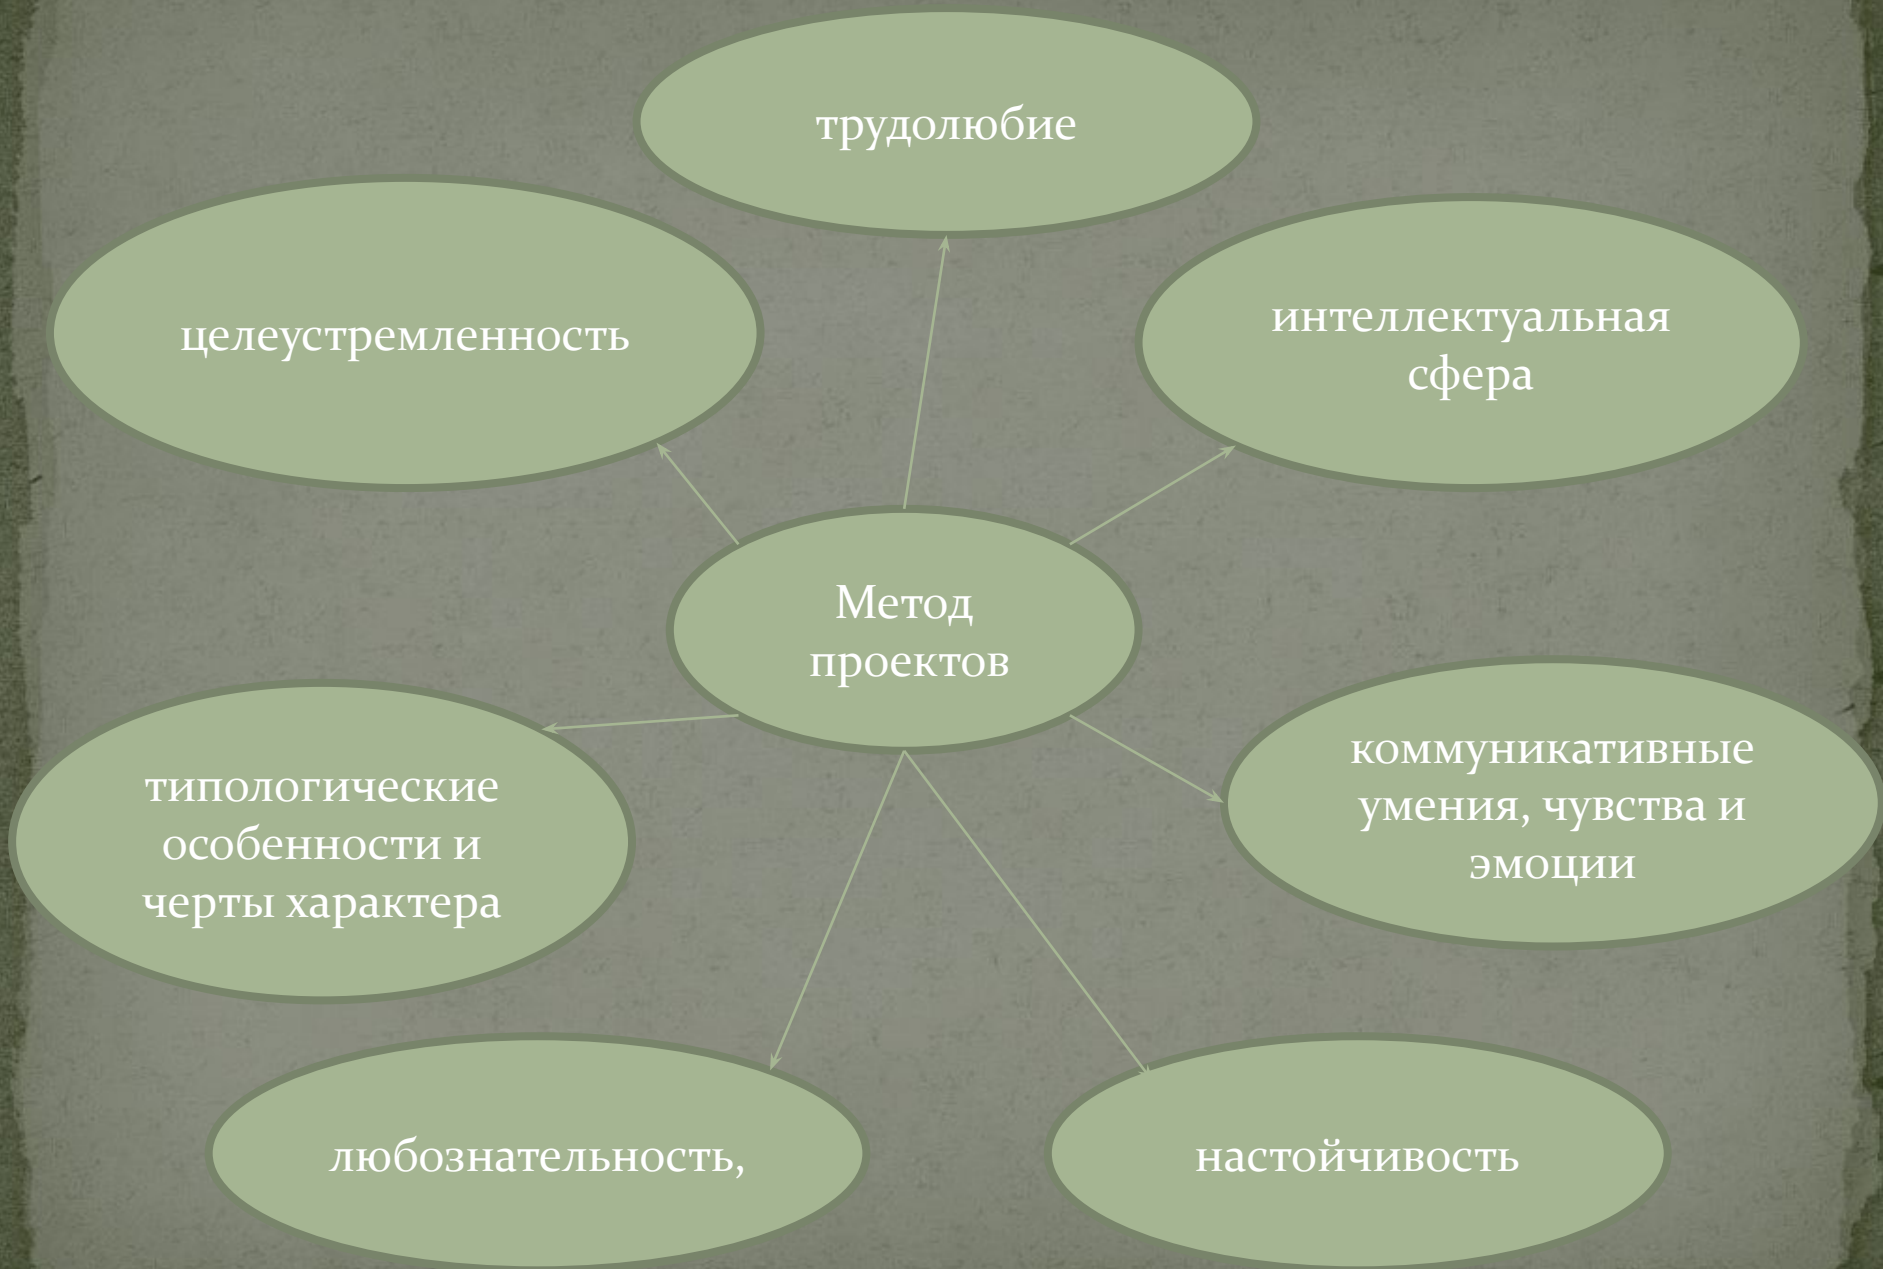 трудолюбие
целеустремленность
интеллектуальная
сфера
Метод
проектов
типологические
особенности и
черты характера
коммуникативные
умения, чувства и
эмоции
любознательность,
настойчивость